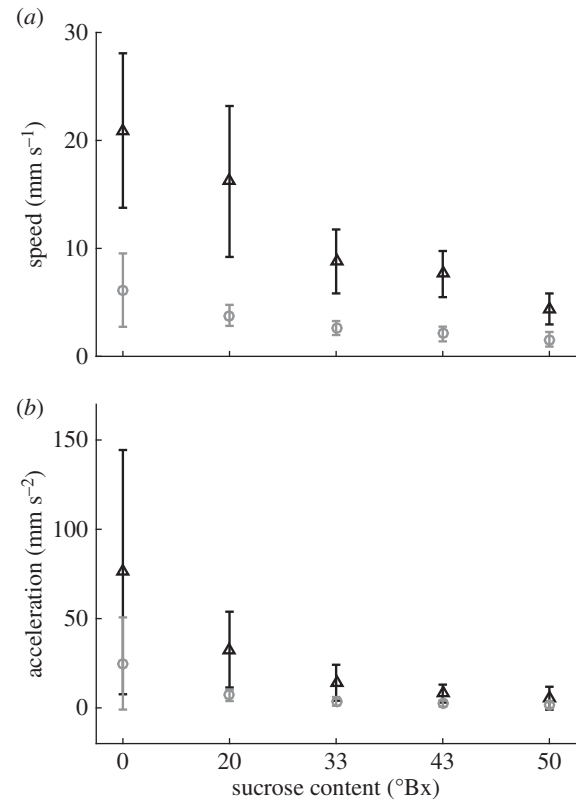 (a)
30
20
10
0
speed (mm s⁻¹)
(b)
150
100
50
0
acceleration (mm s⁻²)
0 20 33 43 50
sucrose content (°Bx)